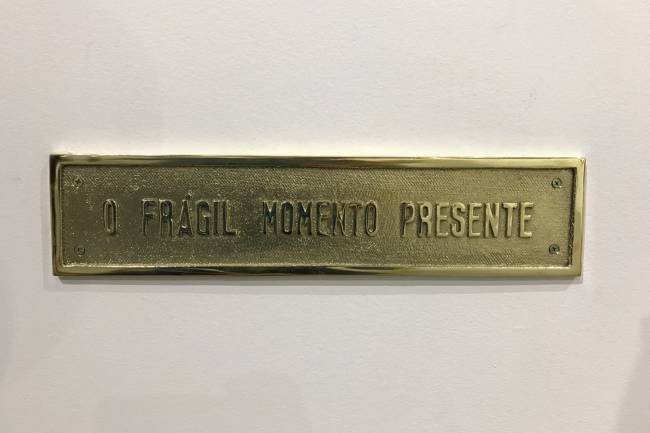 O FRÁGIL MOMENTO PRESENTE